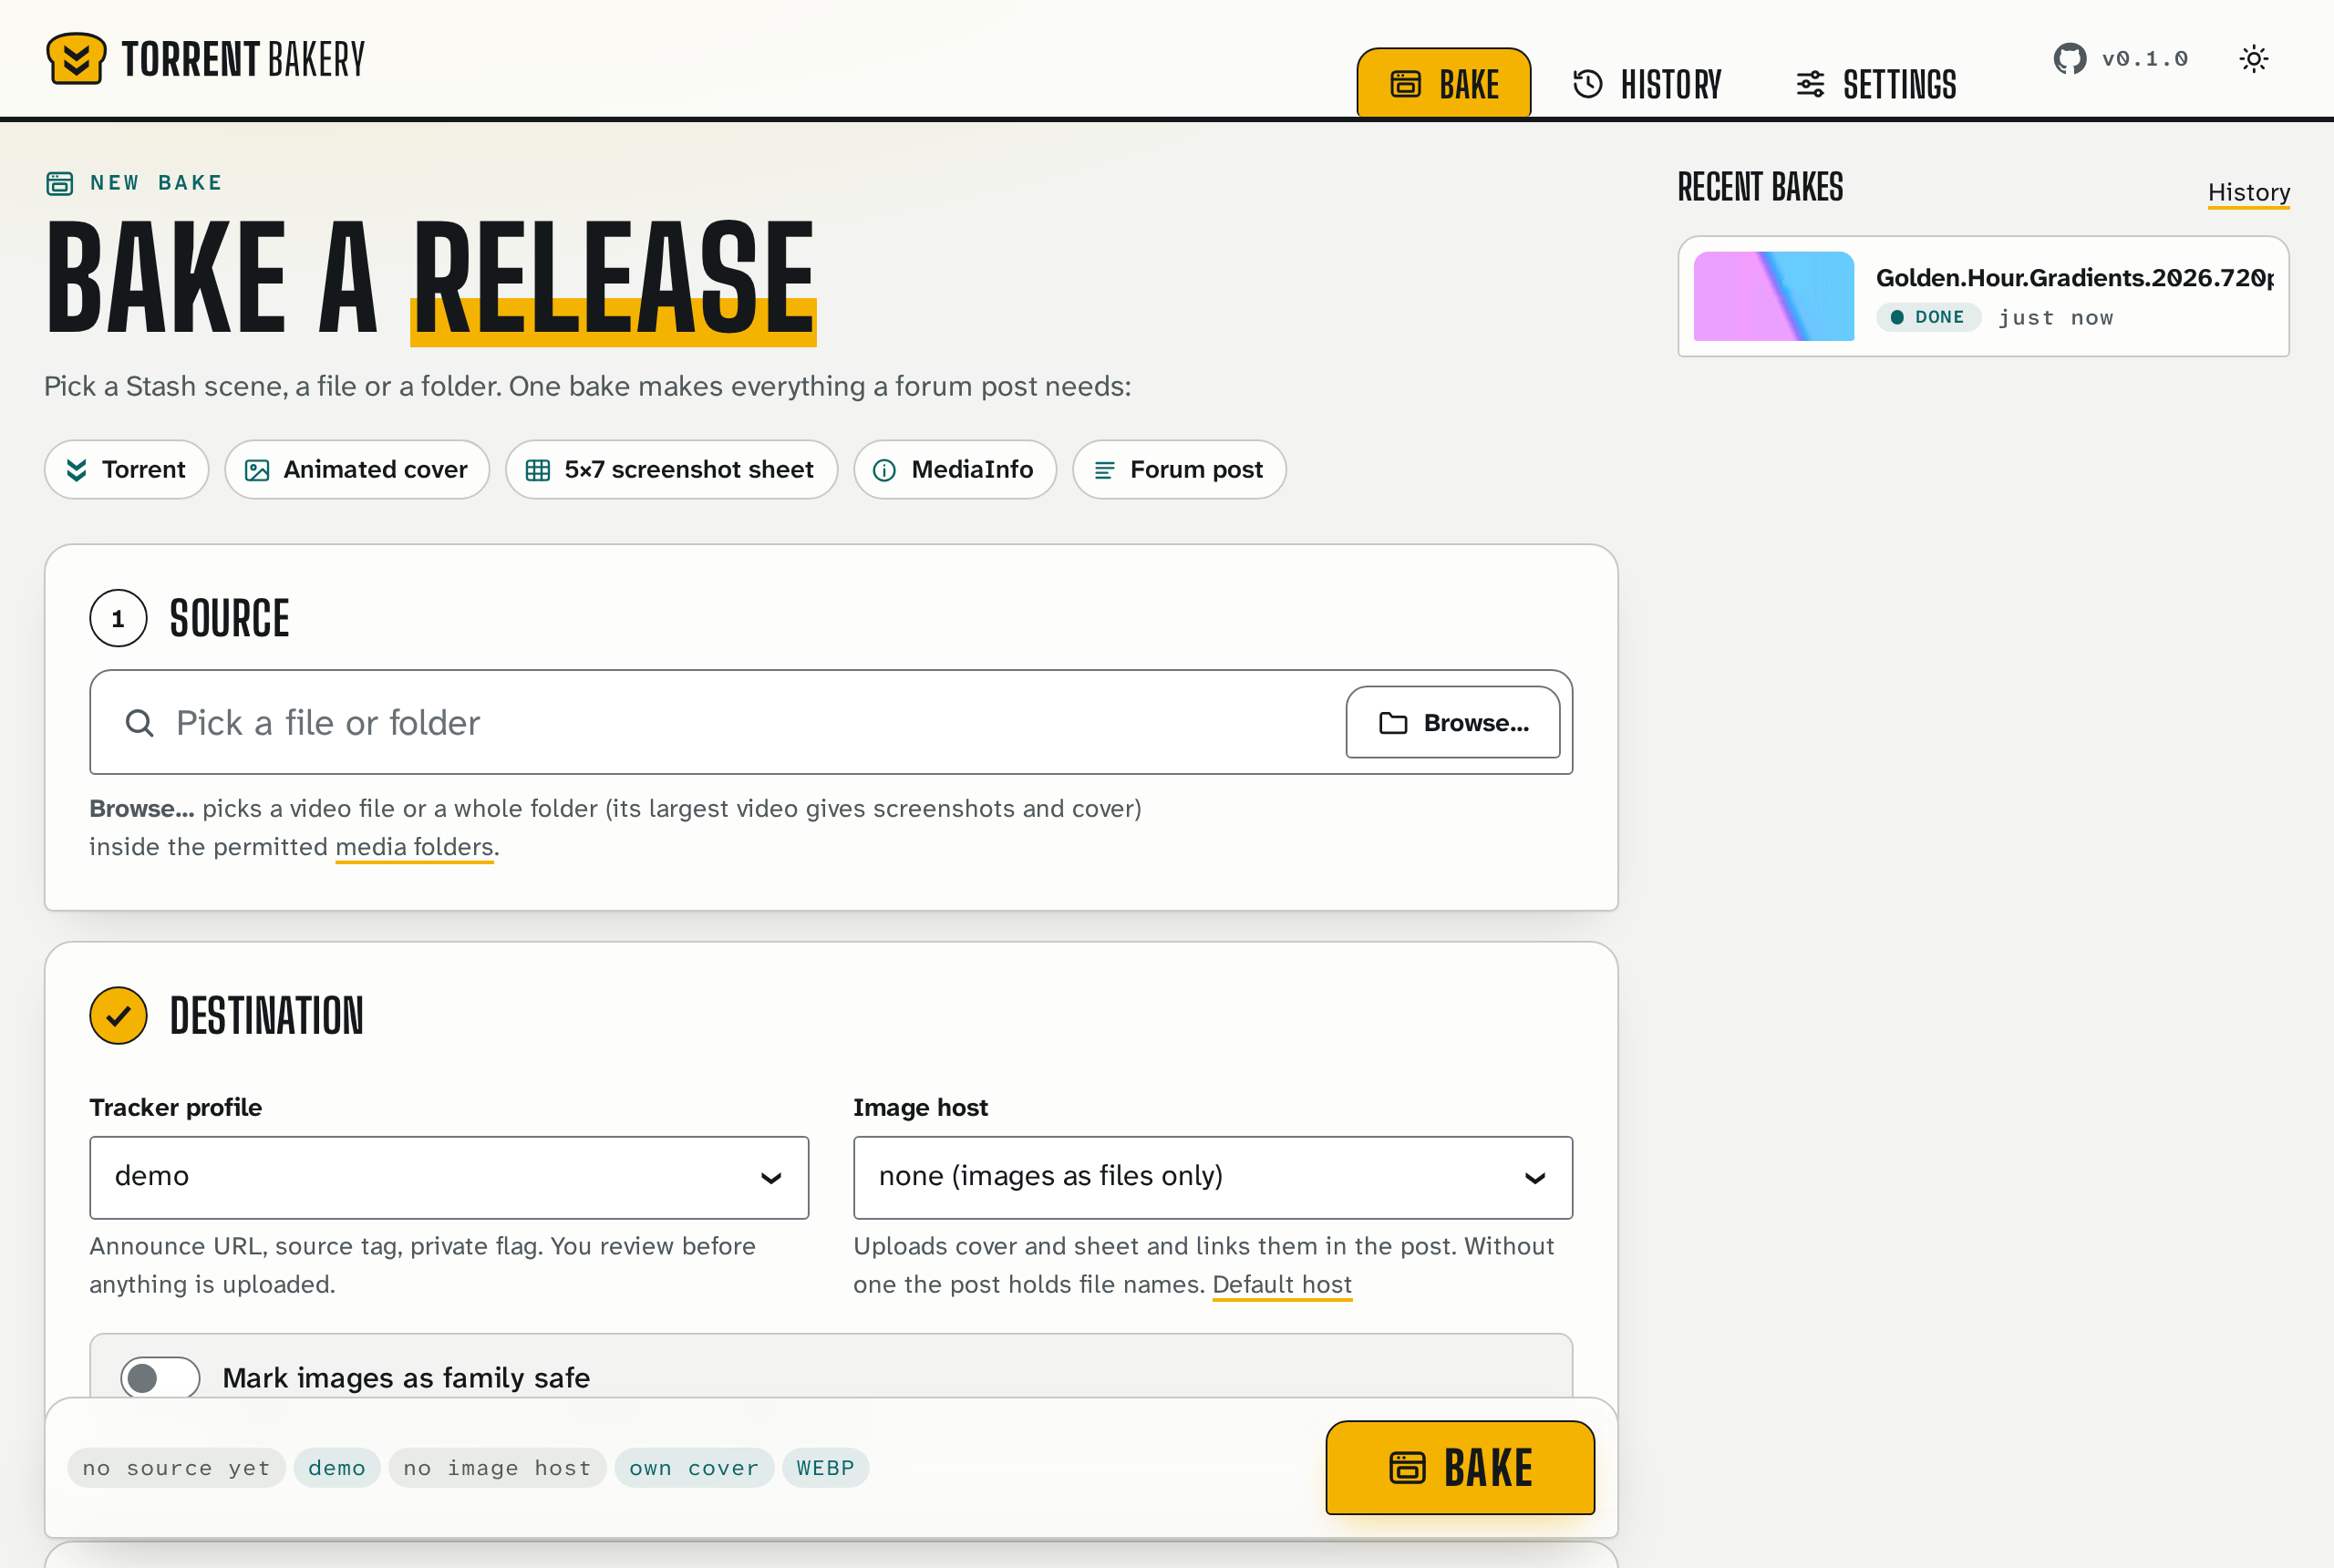 TORRENT BAKERY
BAKE
HISTORY
SETTINGS
v0.1.0
NEW BAKE
BAKE A RELEASE
Pick a Stash scene, a file or a folder. One bake makes everything a forum post needs:
Torrent
Animated cover
5×7 screenshot sheet
MediaInfo
Forum post
RECENT BAKES
History
Golden.Hour.Gradients.2026.720p
DONE
just now
1
SOURCE
Pick a file or folder
Browse…
Browse… picks a video file or a whole folder (its largest video gives screenshots and cover)
inside the permitted media folders.
DESTINATION
Tracker profile
demo
Announce URL, source tag, private flag. You review before
anything is uploaded.
Image host
none (images as files only)
Uploads cover and sheet and links them in the post. Without
one the post holds file names. Default host
Mark images as family safe
no source yet
demo
no image host
own cover
WEBP
BAKE